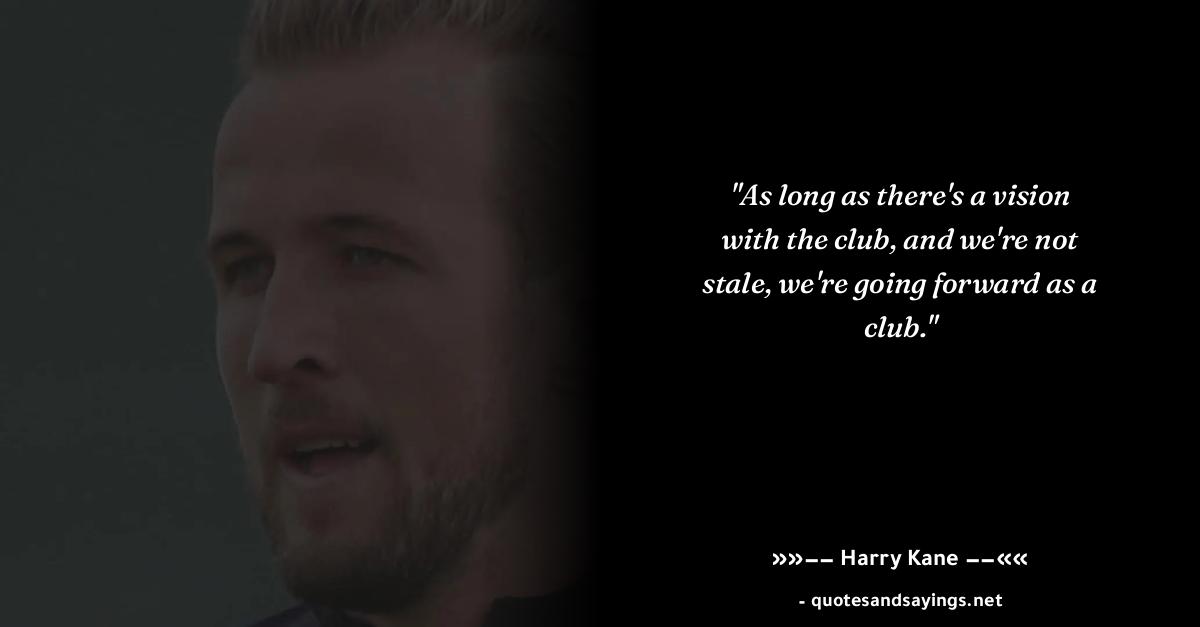 "As long as there's a vision
with the club, and we're not
stale, we're going forward as a
club."
»»−− Harry Kane −−««
- quotesandsayings.net